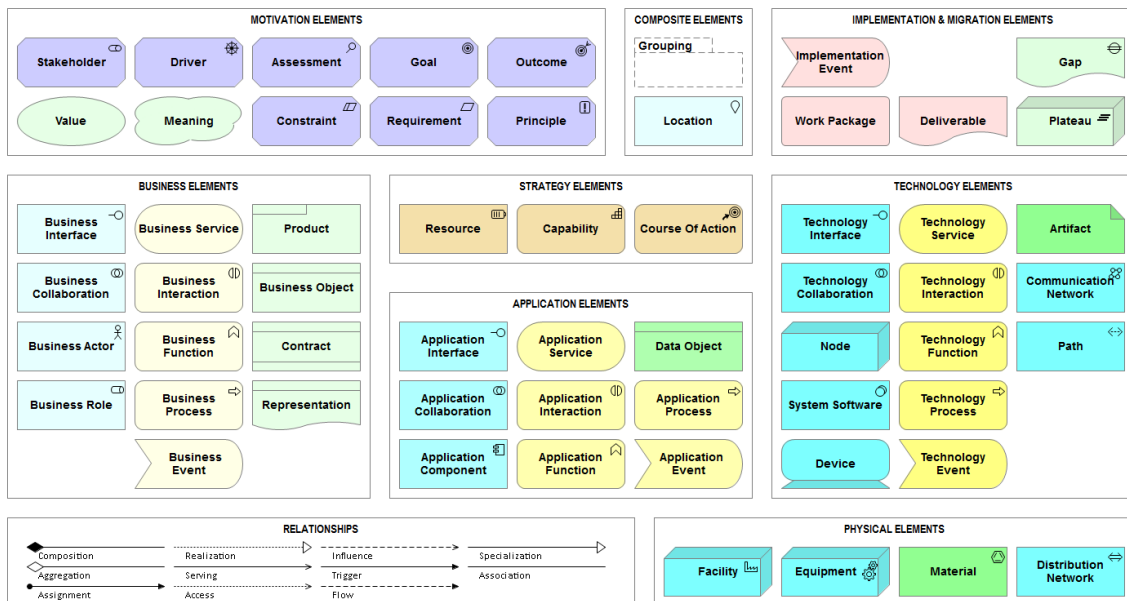 MOTIVATION ELEMENTS
Stakeholder
Driver
Assessment
Goal
Outcome
Value
Meaning
Constraint
Requirement
Principle
COMPOSITE ELEMENTS
Grouping
Location
IMPLEMENTATION & MIGRATION ELEMENTS
Implementation
Event
Gap
Work Package
Deliverable
Plateau
BUSINESS ELEMENTS
Business
Interface
Business Service
Product
Business
Collaboration
Business
Interaction
Business Object
Business Actor
Business
Function
Contract
Business Role
Business
Process
Representation
Business
Event
STRATEGY ELEMENTS
Resource
Capability
Course Of Action
APPLICATION ELEMENTS
Application
Interface
Application
Service
Data Object
Application
Collaboration
Application
Interaction
Application
Process
Application
Component
Application
Function
Application
Event
TECHNOLOGY ELEMENTS
Technology
Interface
Technology
Service
Artifact
Technology
Collaboration
Technology
Interaction
Communication
Network
Node
Technology
Function
Path
System Software
Technology
Process
Device
Technology
Event
RELATIONSHIPS
Composition
Realization
Influence
Specialization
Aggregation
Serving
Trigger
Association
Assignment
Access
Flow
PHYSICAL ELEMENTS
Facility
Equipment
Material
Distribution
Network